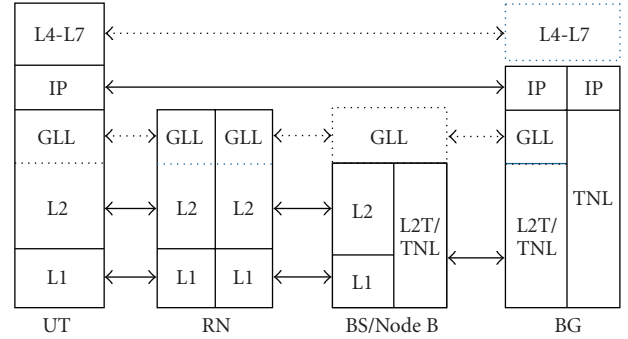 L4-L7 L4-L7
IP IP IP
GLL GLL GLL GLL GLL
L2 L2 L2 L2 L2T/ TNL L2T/ TNL TNL
L1 L1 L1 L1
UT RN BS/Node B BG